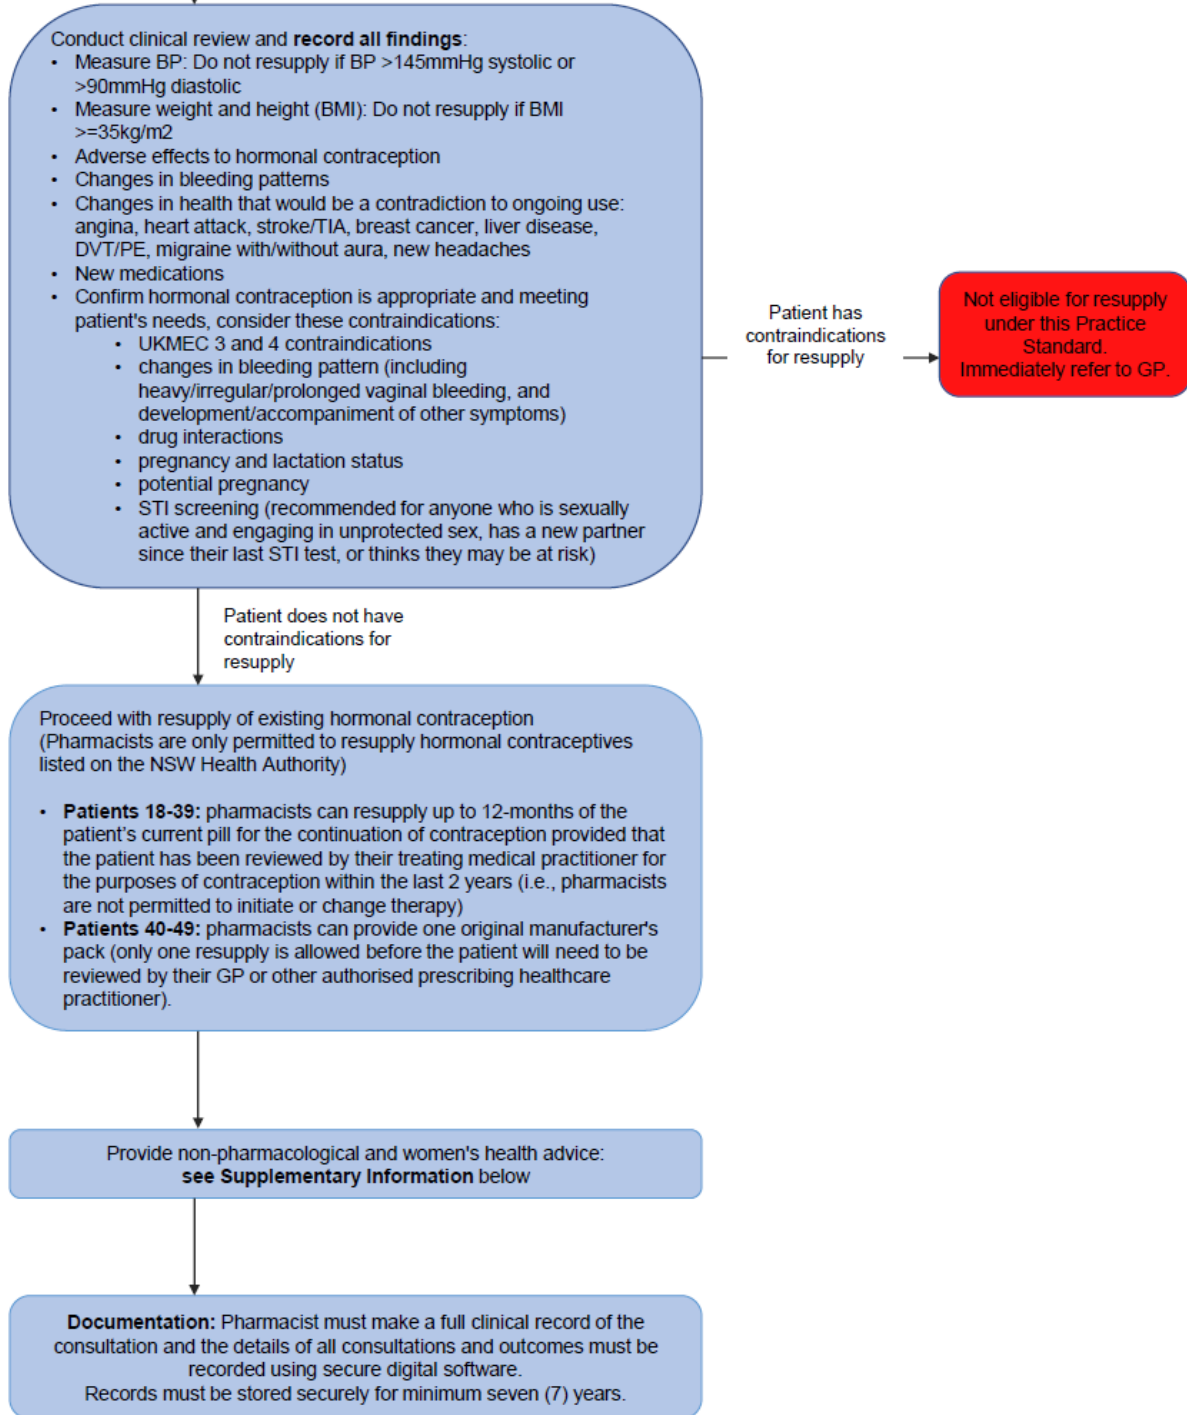 Conduct clinical review and record all findings:
• Measure BP: Do not resupply if BP >145mmHg systolic or
>90mmHg diastolic
• Measure weight and height (BMI): Do not resupply if BMI
>=35kg/m2
• Adverse effects to hormonal contraception
• Changes in bleeding patterns
• Changes in health that would be a contradiction to ongoing use:
angina, heart attack, stroke/TIA, breast cancer, liver disease,
DVT/PE, migraine with/without aura, new headaches
• New medications
• Confirm hormonal contraception is appropriate and meeting
patient's needs, consider these contraindications:
• UKMEC 3 and 4 contraindications
• changes in bleeding pattern (including
heavy/irregular/prolonged vaginal bleeding, and
development/accompaniment of other symptoms)
• drug interactions
• pregnancy and lactation status
• potential pregnancy
• STI screening (recommended for anyone who is sexually
active and engaging in unprotected sex, has a new partner
since their last STI test, or thinks they may be at risk)
Patient has
contraindications
for resupply
Not eligible for resupply
under this Practice
Standard.
Immediately refer to GP.
Patient does not have
contraindications for
resupply
Proceed with resupply of existing hormonal contraception
(Pharmacists are only permitted to resupply hormonal contraceptives
listed on the NSW Health Authority)
• Patients 18-39: pharmacists can resupply up to 12-months of the
patient's current pill for the continuation of contraception provided that
the patient has been reviewed by their treating medical practitioner for
the purposes of contraception within the last 2 years (i.e., pharmacists
are not permitted to initiate or change therapy)
• Patients 40-49: pharmacists can provide one original manufacturer's
pack (only one resupply is allowed before the patient will need to be
reviewed by their GP or other authorised prescribing healthcare
practitioner).
Provide non-pharmacological and women's health advice:
see Supplementary Information below
Documentation: Pharmacist must make a full clinical record of the
consultation and the details of all consultations and outcomes must be
recorded using secure digital software.
Records must be stored securely for minimum seven (7) years.